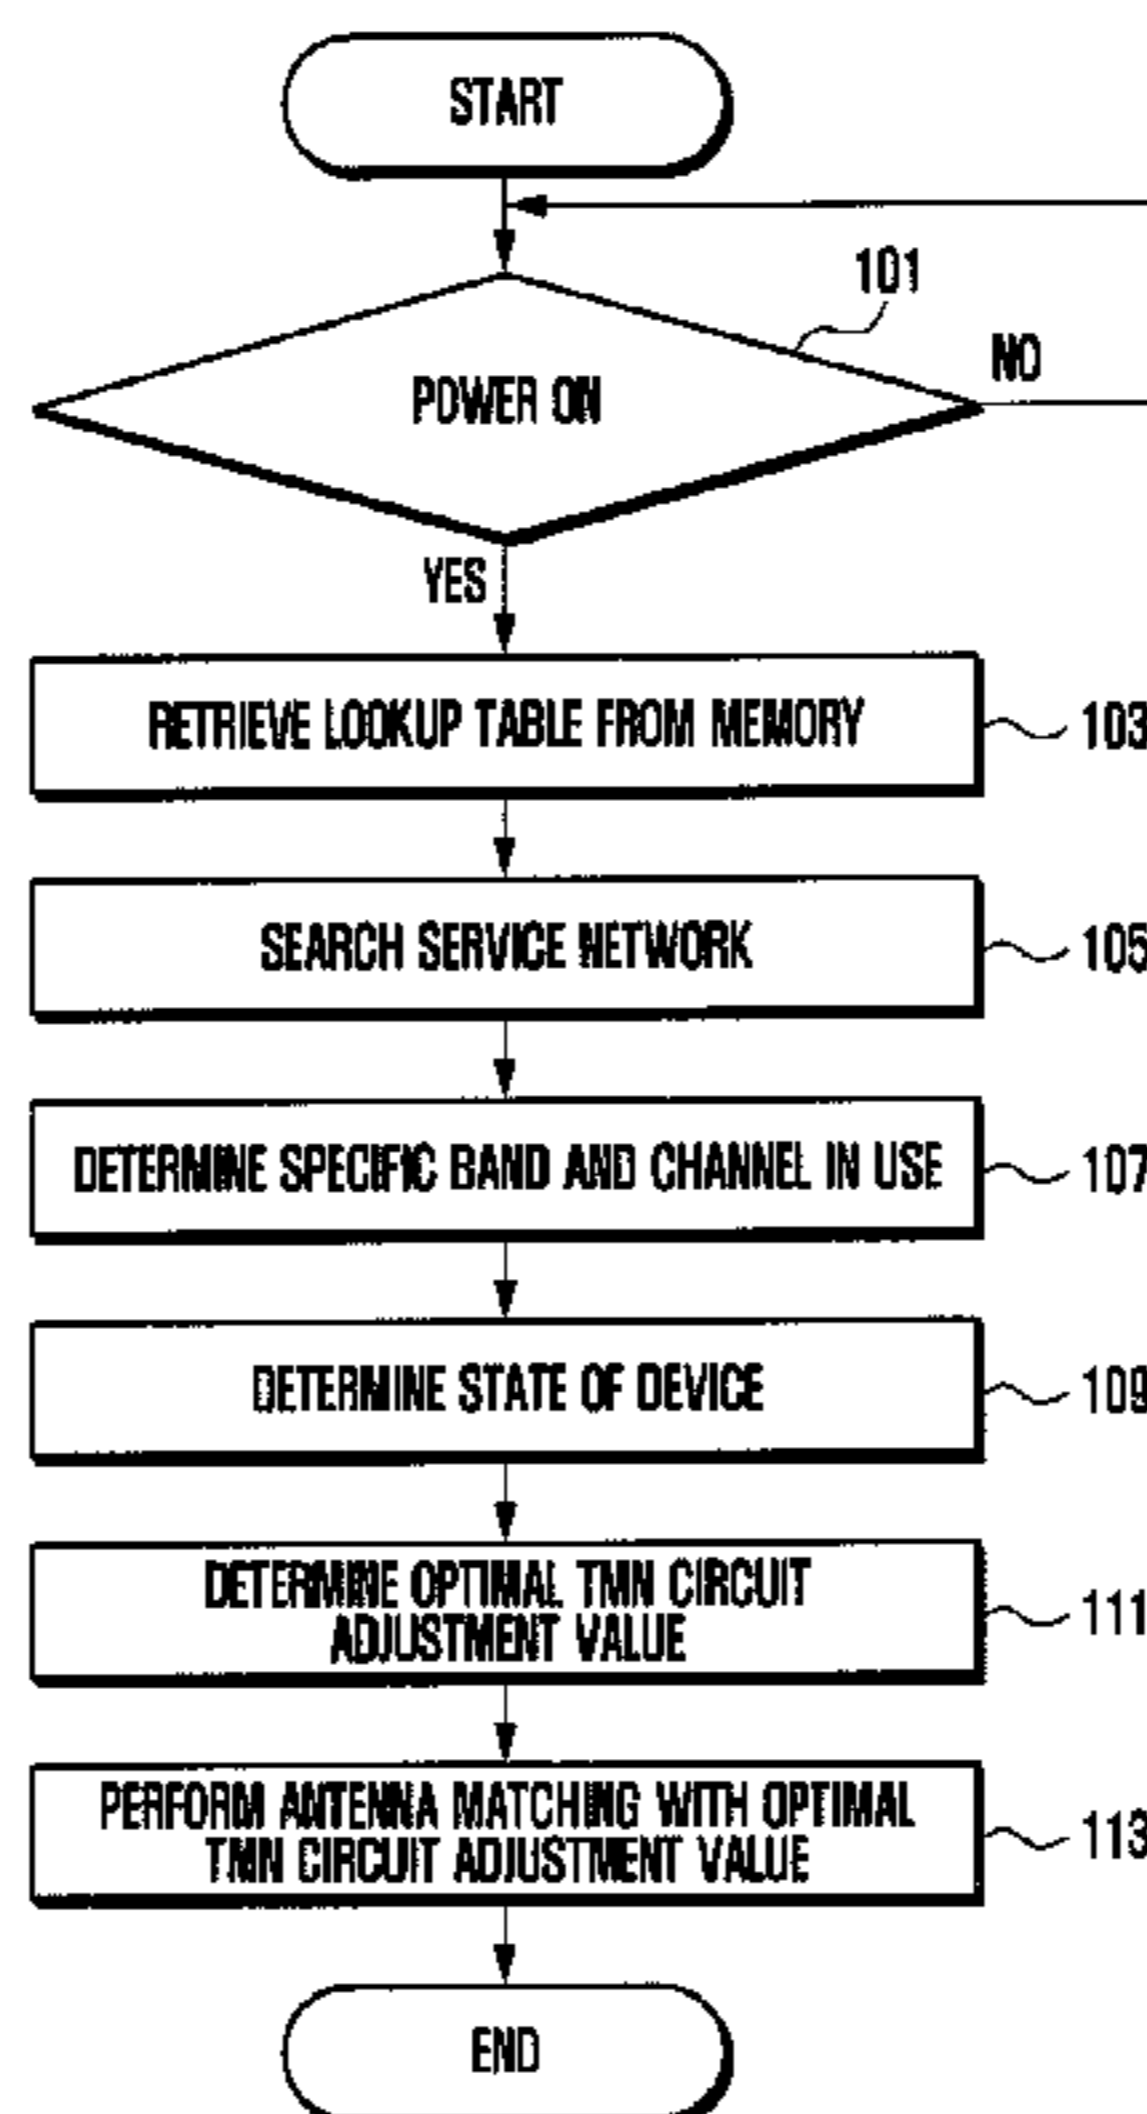 START
101
POWER ON
NO
YES
RETRIEVE LOOKUP TABLE FROM MEMORY
103
SEARCH SERVICE NETWORK
105
DETERMINE SPECIFIC BAND AND CHANNEL IN USE
107
DETERMINE STATE OF DEVICE
109
DETERMINE OPTIMAL TMN CIRCUIT
ADJUSTMENT VALUE
111
PERFORM ANTENNA MATCHING WITH OPTIMAL
TMN CIRCUIT ADJUSTMENT VALUE
113
END